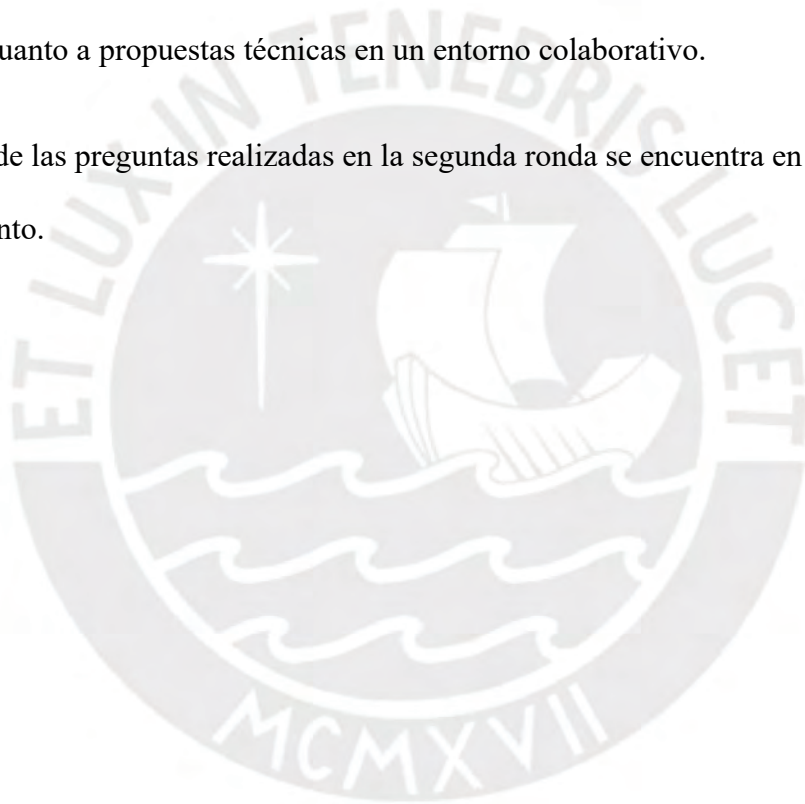 uanto a propuestas técnicas en un entorno colaborativo.
de las preguntas realizadas en la segunda ronda se encuentra en
nto.
ET LUX IN TENEBRIS LUCET
MCMXVII